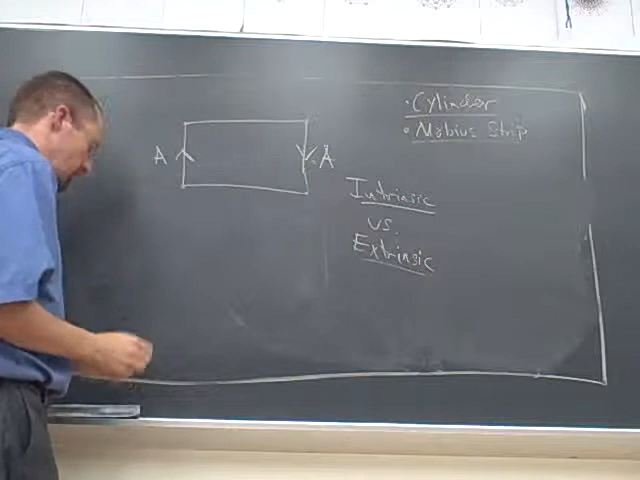 · Cylinder
· Möbius Strip
A
A
Intrinsic
vs.
Extrinsic